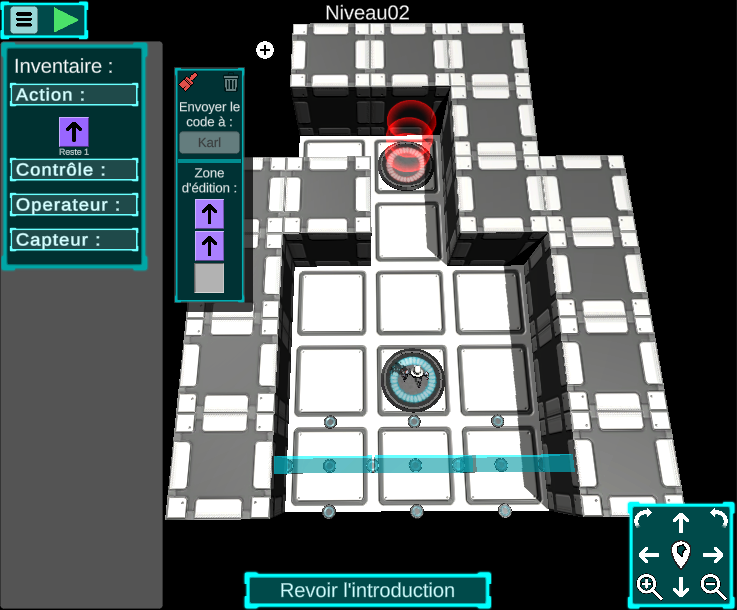 Niveau02
Inventaire :
Action :
Reste 1
Contrôle :
Operateur :
Capteur :
Envoyer le
code à :
Karl
Zone
d'édition :
Revoir l'introduction